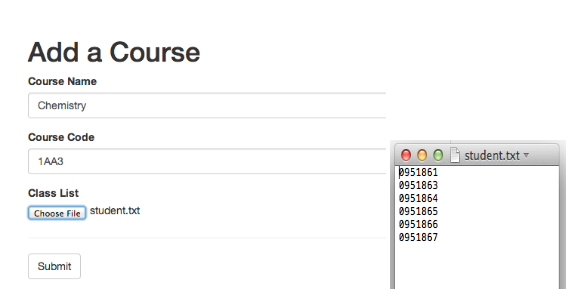 Add a Course
Course Name
Chemistry
Course Code
1AA3
Class List
Choose File student.txt
Submit
student.txt
0951861
0951863
0951864
0951865
0951866
0951867